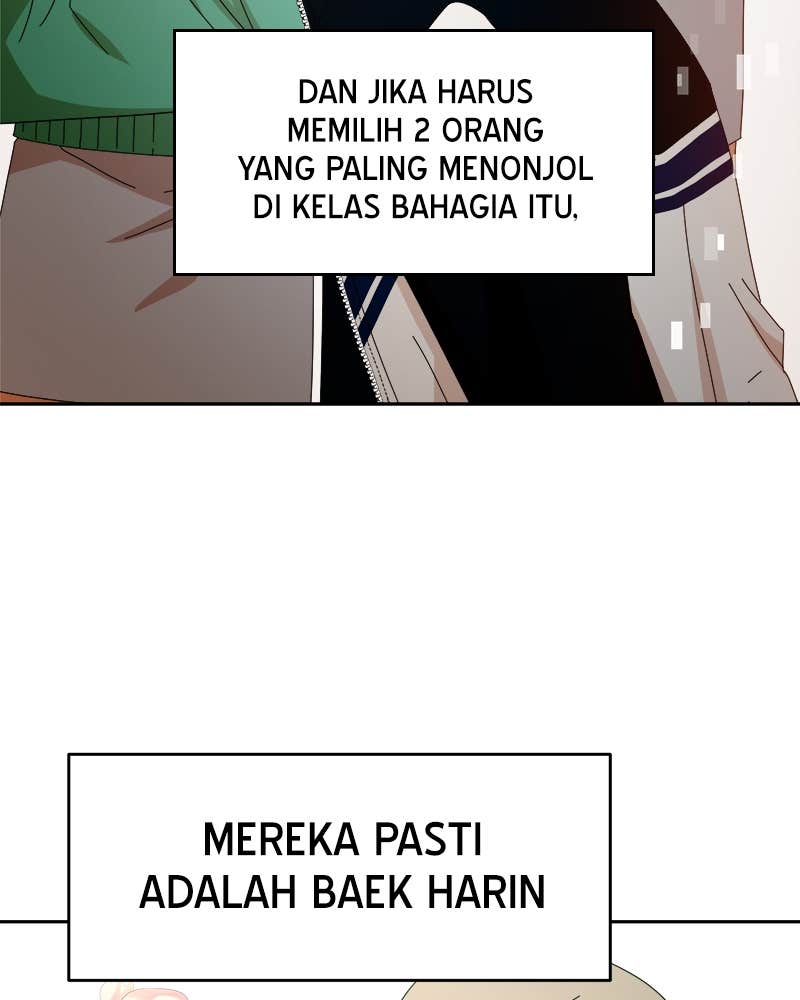 DAN JIKA HARUS
MEMILIH 2 ORANG
YANG PALING MENONJOL
DI KELAS BAHAGIA ITU,
MEREKA PASTI
ADALAH BAEK HARIN